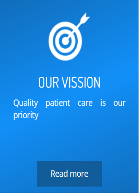 OUR VISSION
Quality patient care is our
priority
Read more